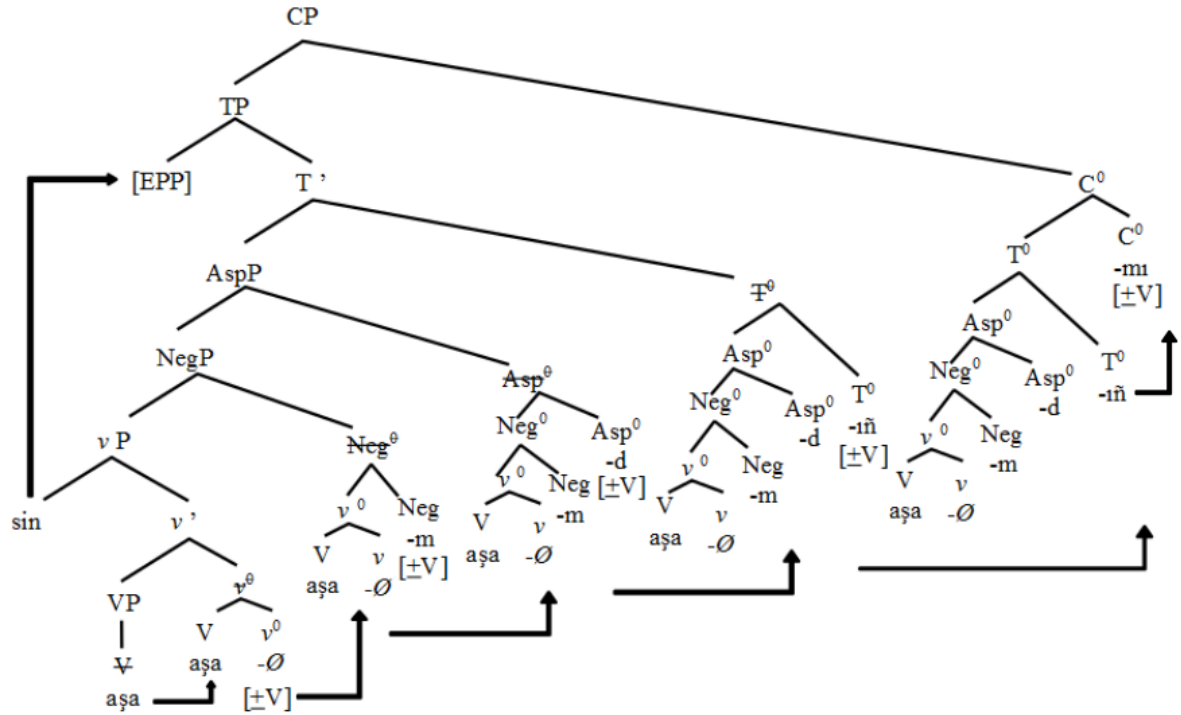 CP
TP
[EPP] T ’ C⁰
C⁰
T⁰
AspP -mı
T⁰ [±V]
Asp⁰
NegP Asp⁰ T⁰
Asp⁰ Neg⁰ Asp⁰
T⁰ -ıñ
Neg⁰ Asp⁰ -d
Neg⁰ Asp⁰ -ıñ v⁰ Neg
v P Neg⁰ -d [±V]
-d v⁰ Neg -m
v⁰ Neg [±V] V v
v⁰ Neg V v -m aşa -Ø
sin v ’ -m V v -m aşa -Ø
V v [±V] aşa -Ø
aşa -Ø
VP v⁰
V V v⁰
aşa -Ø
aşa [±V]